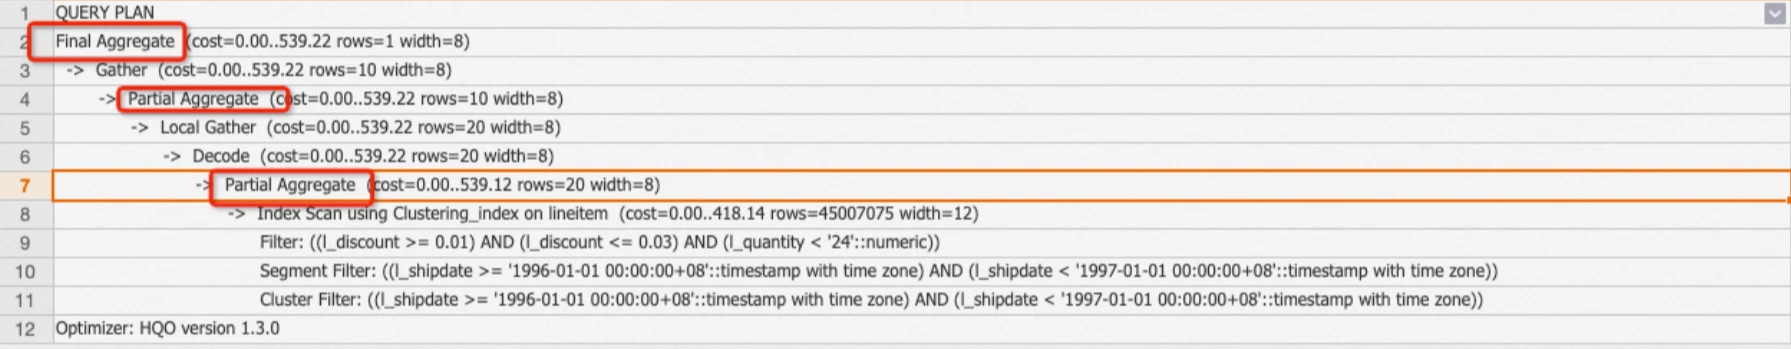 1 QUERY PLAN
2 Final Aggregate (cost=0.00..539.22 rows=1 width=8)
3 -> Gather (cost=0.00..539.22 rows=10 width=8)
4 -> Partial Aggregate (cost=0.00..539.22 rows=10 width=8)
5 -> Local Gather (cost=0.00..539.22 rows=20 width=8)
6 -> Decode (cost=0.00..539.22 rows=20 width=8)
7 -> Partial Aggregate (cost=0.00..539.12 rows=20 width=8)
8 -> Index Scan using Clustering_index on lineitem (cost=0.00..418.14 rows=45007075 width=12)
9 Filter: ((l_discount >= 0.01) AND (l_discount <= 0.03) AND (l_quantity < '24'::numeric))
10 Segment Filter: ((l_shipdate >= '1996-01-01 00:00:00+08'::timestamp with time zone) AND (l_shipdate < '1997-01-01 00:00:00+08'::timestamp with time zone))
11 Cluster Filter: ((l_shipdate >= '1996-01-01 00:00:00+08'::timestamp with time zone) AND (l_shipdate < '1997-01-01 00:00:00+08'::timestamp with time zone))
12 Optimizer: HQO version 1.3.0